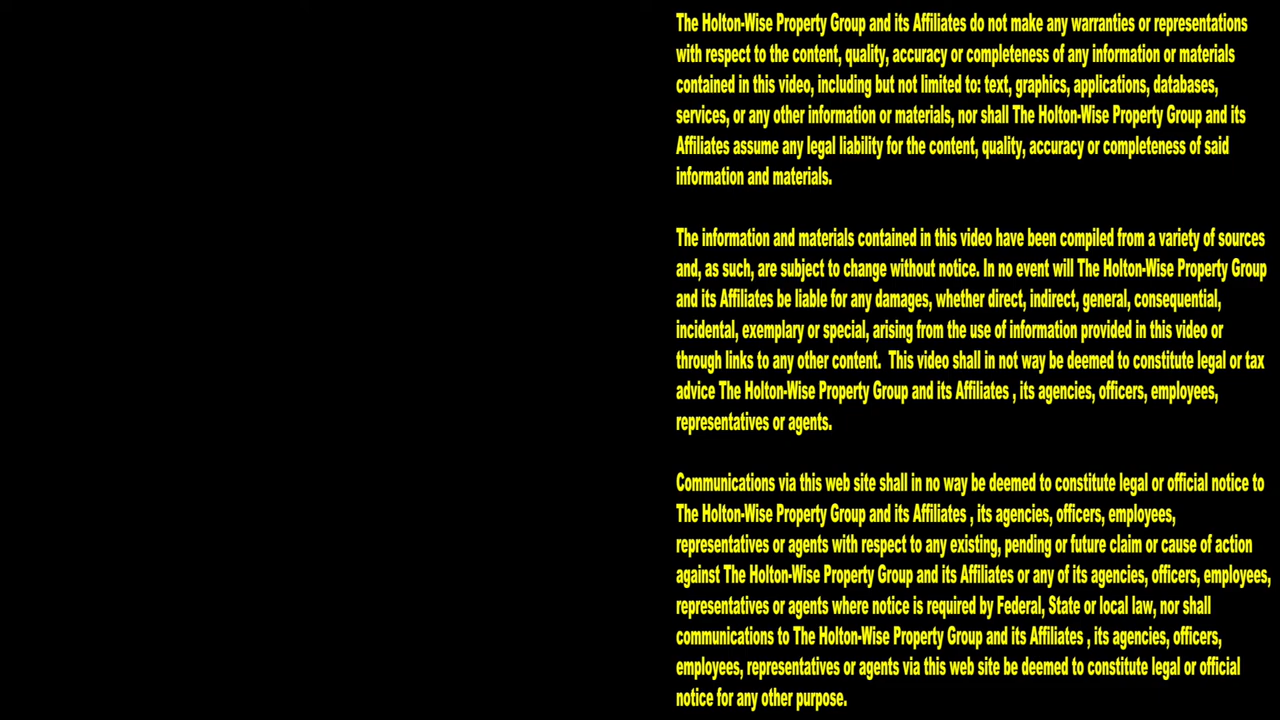 The Holton-Wise Property Group and its Affiliates do not make any warranties or representations
with respect to the content, quality, accuracy or completeness of any information or materials
contained in this video, including but not limited to: text, graphics, applications, databases,
services, or any other information or materials, nor shall The Holton-Wise Property Group and its
Affiliates assume any legal liability for the content, quality, accuracy or completeness of said
information and materials.
The information and materials contained in this video have been compiled from a variety of sources
and, as such, are subject to change without notice. In no event will The Holton-Wise Property Group
and its Affiliates be liable for any damages, whether direct, indirect, general, consequential,
incidental, exemplary or special, arising from the use of information provided in this video or
through links to any other content.  This video shall in not way be deemed to constitute legal or tax
advice The Holton-Wise Property Group and its Affiliates , its agencies, officers, employees,
representatives or agents.
Communications via this web site shall in no way be deemed to constitute legal or official notice to
The Holton-Wise Property Group and its Affiliates , its agencies, officers, employees,
representatives or agents with respect to any existing, pending or future claim or cause of action
against The Holton-Wise Property Group and its Affiliates or any of its agencies, officers, employees,
representatives or agents where notice is required by Federal, State or local law, nor shall
communications to The Holton-Wise Property Group and its Affiliates , its agencies, officers,
employees, representatives or agents via this web site be deemed to constitute legal or official
notice for any other purpose.